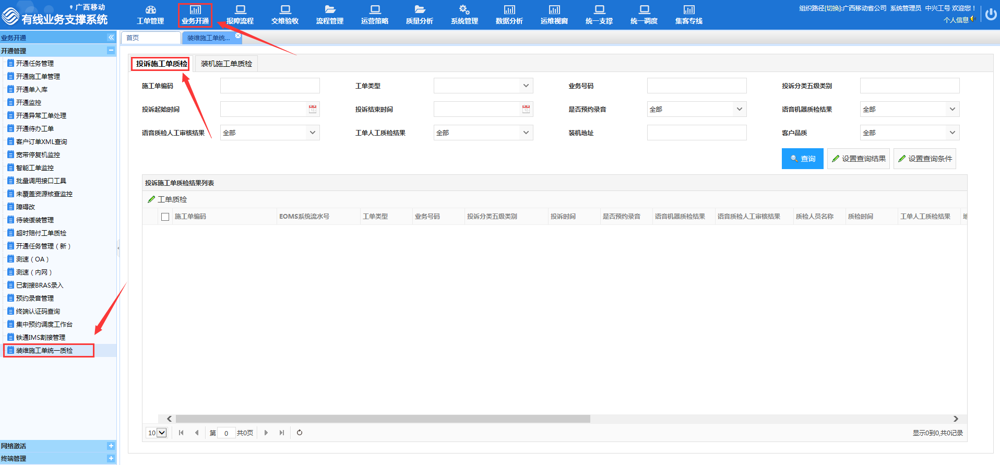 广西移动
有线业务支撑系统
工单管理
业务开通
报障流程
交维验收
流程管理
运营策略
质量分析
系统管理
数据分析
运维视窗
统一支撑
统一调度
集客专线
组织路径[切换]:广西移动省公司 系统管理员 中兴工号 欢迎您！
个人信息
业务开通
开通管理
开通任务管理
开通施工单管理
开通单入库
开通监控
开通异常工单处理
开通待办工单
客户订单XML查询
宽带停复机监控
智能工单监控
批量调用接口工具
未覆盖资源核查监控
障碍改
待装缓装管理
超时赔付工单质检
开通任务管理（新）
测速（OA）
测速（内网）
已割接BRAS录入
预约录音管理
终端认证码查询
集中预约调度工作台
铁通IMS割接管理
装维施工单统一质检
网络激活
终端管理
首页
装维施工单统...
投诉施工单质检
装机施工单质检
施工单编码
工单类型
业务号码
投诉分类五级类别
投诉起始时间
投诉结束时间
是否预约录音 全部
语音机器质检结果 全部
语音质检人工审核结果 全部
工单人工质检结果 全部
装机地址
客户品质 全部
查询
设置查询结果
设置查询条件
投诉施工单质检结果列表
工单质检
施工单编码
EOMS系统流水号
工单类型
业务号码
投诉分类五级类别
投诉时间
是否预约录音
语音机器质检结果
语音质检人工审核结果
质检人员名称
质检时间
工单人工质检结果
10
第 0 共0页
显示0到0,共0记录